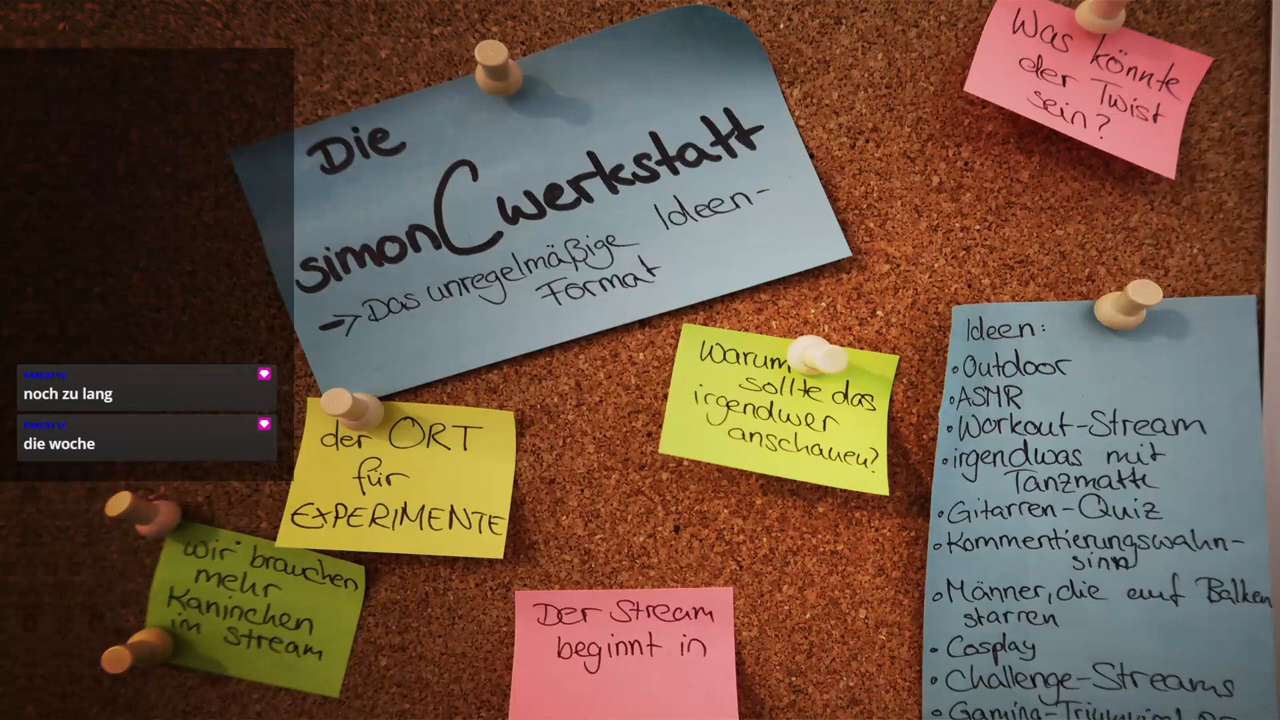 Die
simonCwerkstatt
→ Das unregelmäßige Ideen-
Format
Was könnte
der Twist
sein?
noch zu lang
die woche
der ORT
für
EXPERIMENTE
Warum
sollte das
irgendwer
anschauen?
Wir brauchen
mehr
Kaninchen
im Stream
Der Stream
beginnt in
Ideen:
• Outdoor
• ASMR
• Workout-Stream
• irgendwas mit
Tanzmatte
• Gitarren-Quiz
• Kommentierungswahn-
sinn
• Männer, die auf Balken
starren
• Cosplay
• Challenge-Streams